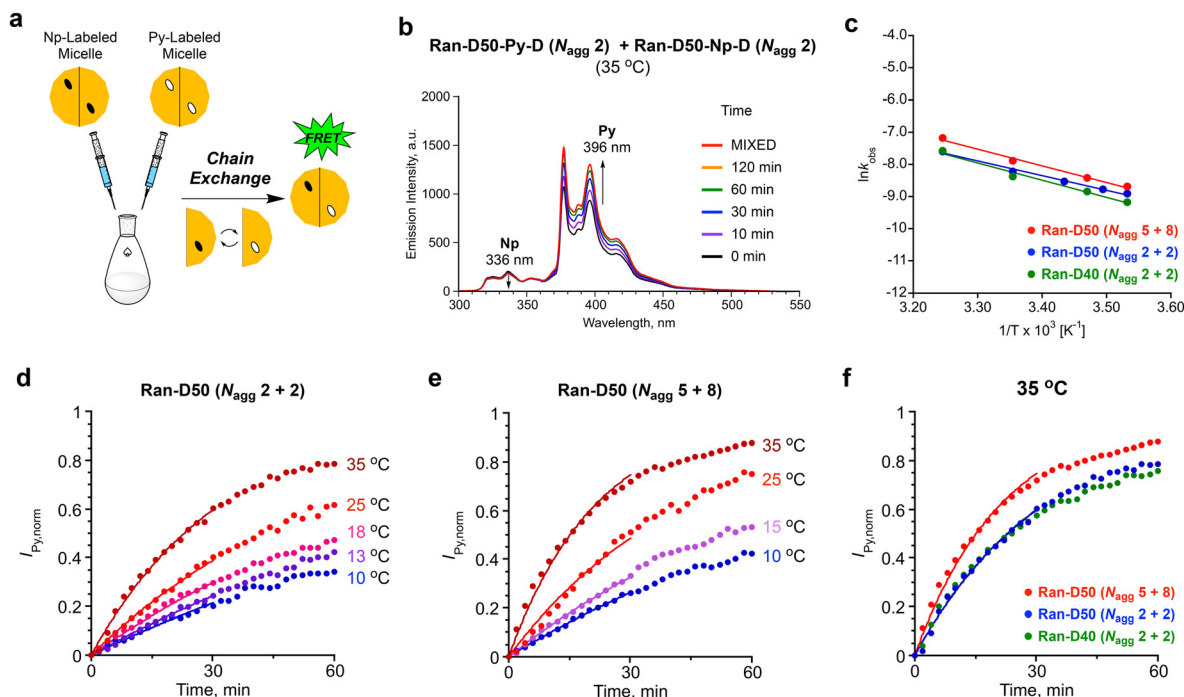 a
Np-Labeled
Micelle
Py-Labeled
Micelle
Chain
Exchange
FRET
b
Ran-D50-Py-D (Nagg 2) + Ran-D50-Np-D (Nagg 2)
(35 °C)
Emission Intensity, a.u.
2000
1500
1000
500
0
300
350
400
450
500
550
Wavelength, nm
Np
336 nm
Py
396 nm
Time
MIXED
120 min
60 min
30 min
10 min
0 min
c
lnkobs
-4.0
-6.0
-7.0
-8.0
-9.0
-10.0
-11.0
-12
3.20
3.30
3.40
3.50
3.60
1/T x 10³ [K⁻¹]
Ran-D50 (Nagg 5 + 8)
Ran-D50 (Nagg 2 + 2)
Ran-D40 (Nagg 2 + 2)
d
Ran-D50 (Nagg 2 + 2)
IPy,norm
1
0.8
0.6
0.4
0.2
0
0
30
60
Time, min
35 °C
25 °C
18 °C
13 °C
10 °C
e
Ran-D50 (Nagg 5 + 8)
IPy,norm
1
0.8
0.6
0.4
0.2
0
0
30
60
Time, min
35 °C
25 °C
15 °C
10 °C
f
35 °C
IPy,norm
1
0.8
0.6
0.4
0.2
0
0
30
60
Time, min
Ran-D50 (Nagg 5 + 8)
Ran-D50 (Nagg 2 + 2)
Ran-D40 (Nagg 2 + 2)